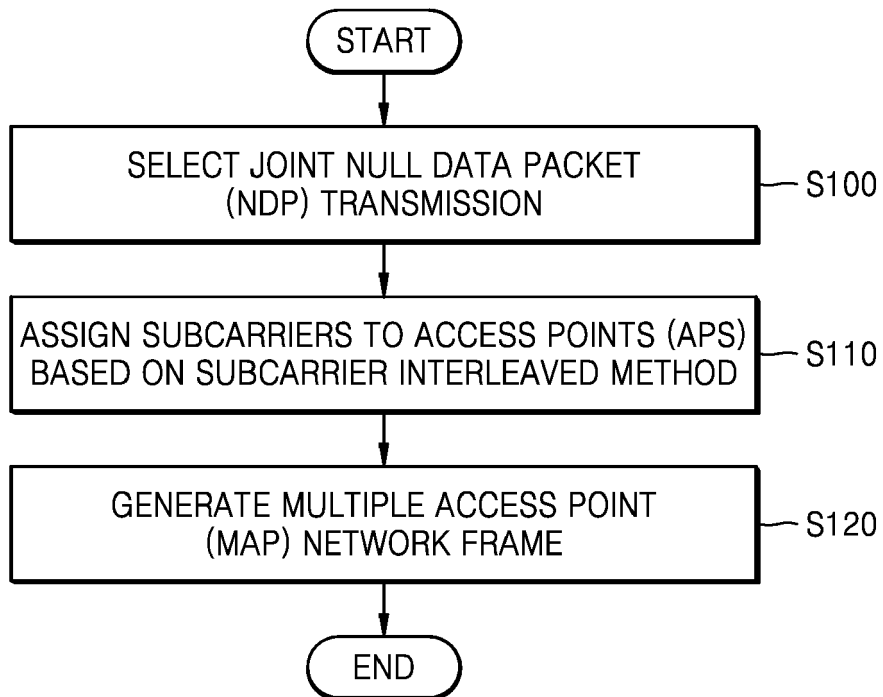 START
SELECT JOINT NULL DATA PACKET
(NDP) TRANSMISSION
S100
ASSIGN SUBCARRIERS TO ACCESS POINTS (APS)
BASED ON SUBCARRIER INTERLEAVED METHOD
S110
GENERATE MULTIPLE ACCESS POINT
(MAP) NETWORK FRAME
S120
END